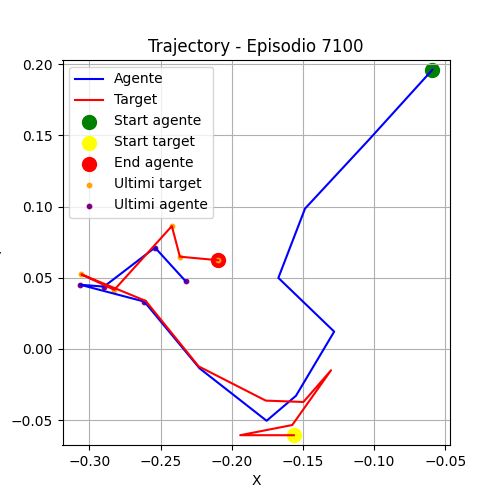 Trajectory - Episodio 7100
Agente
Target
Start agente
Start target
End agente
Ultimi target
Ultimi agente
0.20
0.15
0.10
0.05
0.00
−0.05
−0.30
−0.25
−0.20
−0.15
−0.10
−0.05
X